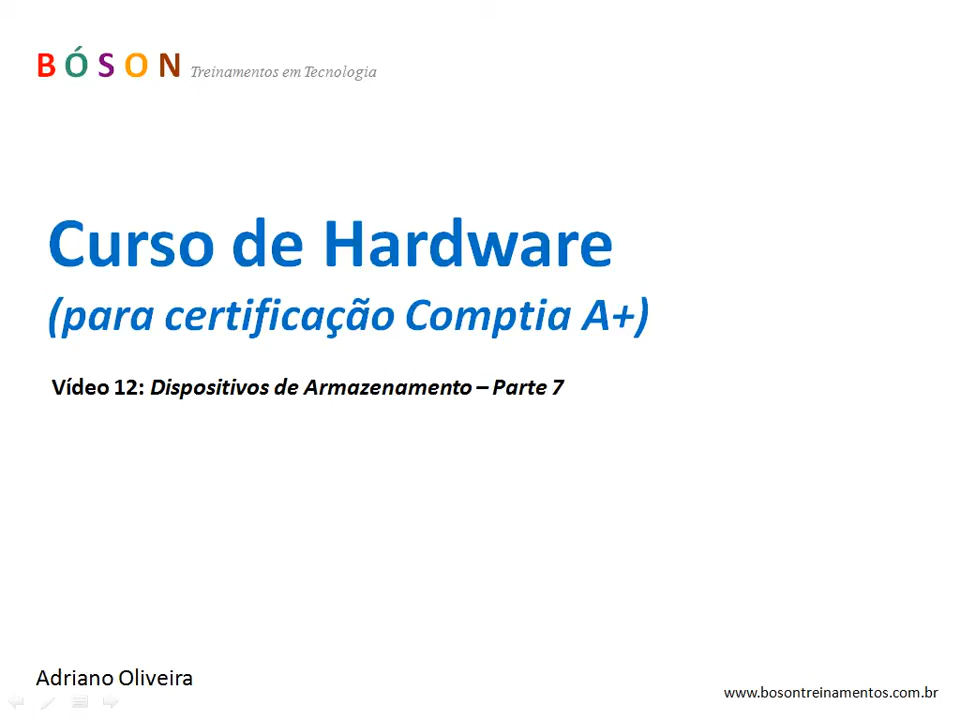 BÓSON Treinamentos em Tecnologia
Curso de Hardware
(para certificação Comptia A+)
Vídeo 12: Dispositivos de Armazenamento – Parte 7
Adriano Oliveira
www.bosontreinamentos.com.br